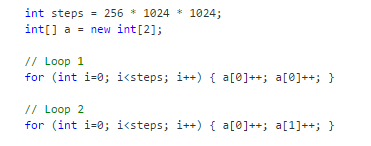 int steps = 256 * 1024 * 1024;
int[] a = new int[2];
// Loop 1
for (int i=0; i<steps; i++) { a[0]++; a[0]++; }
// Loop 2
for (int i=0; i<steps; i++) { a[0]++; a[1]++; }